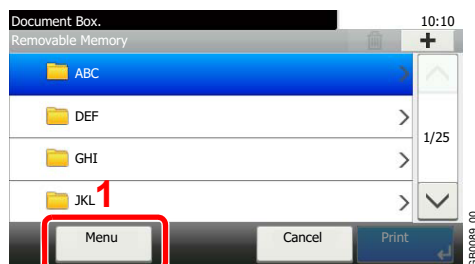 Document Box.
10:10
Removable Memory
ABC
DEF
1/25
GHI
JKL
1
Menu
Cancel
Print